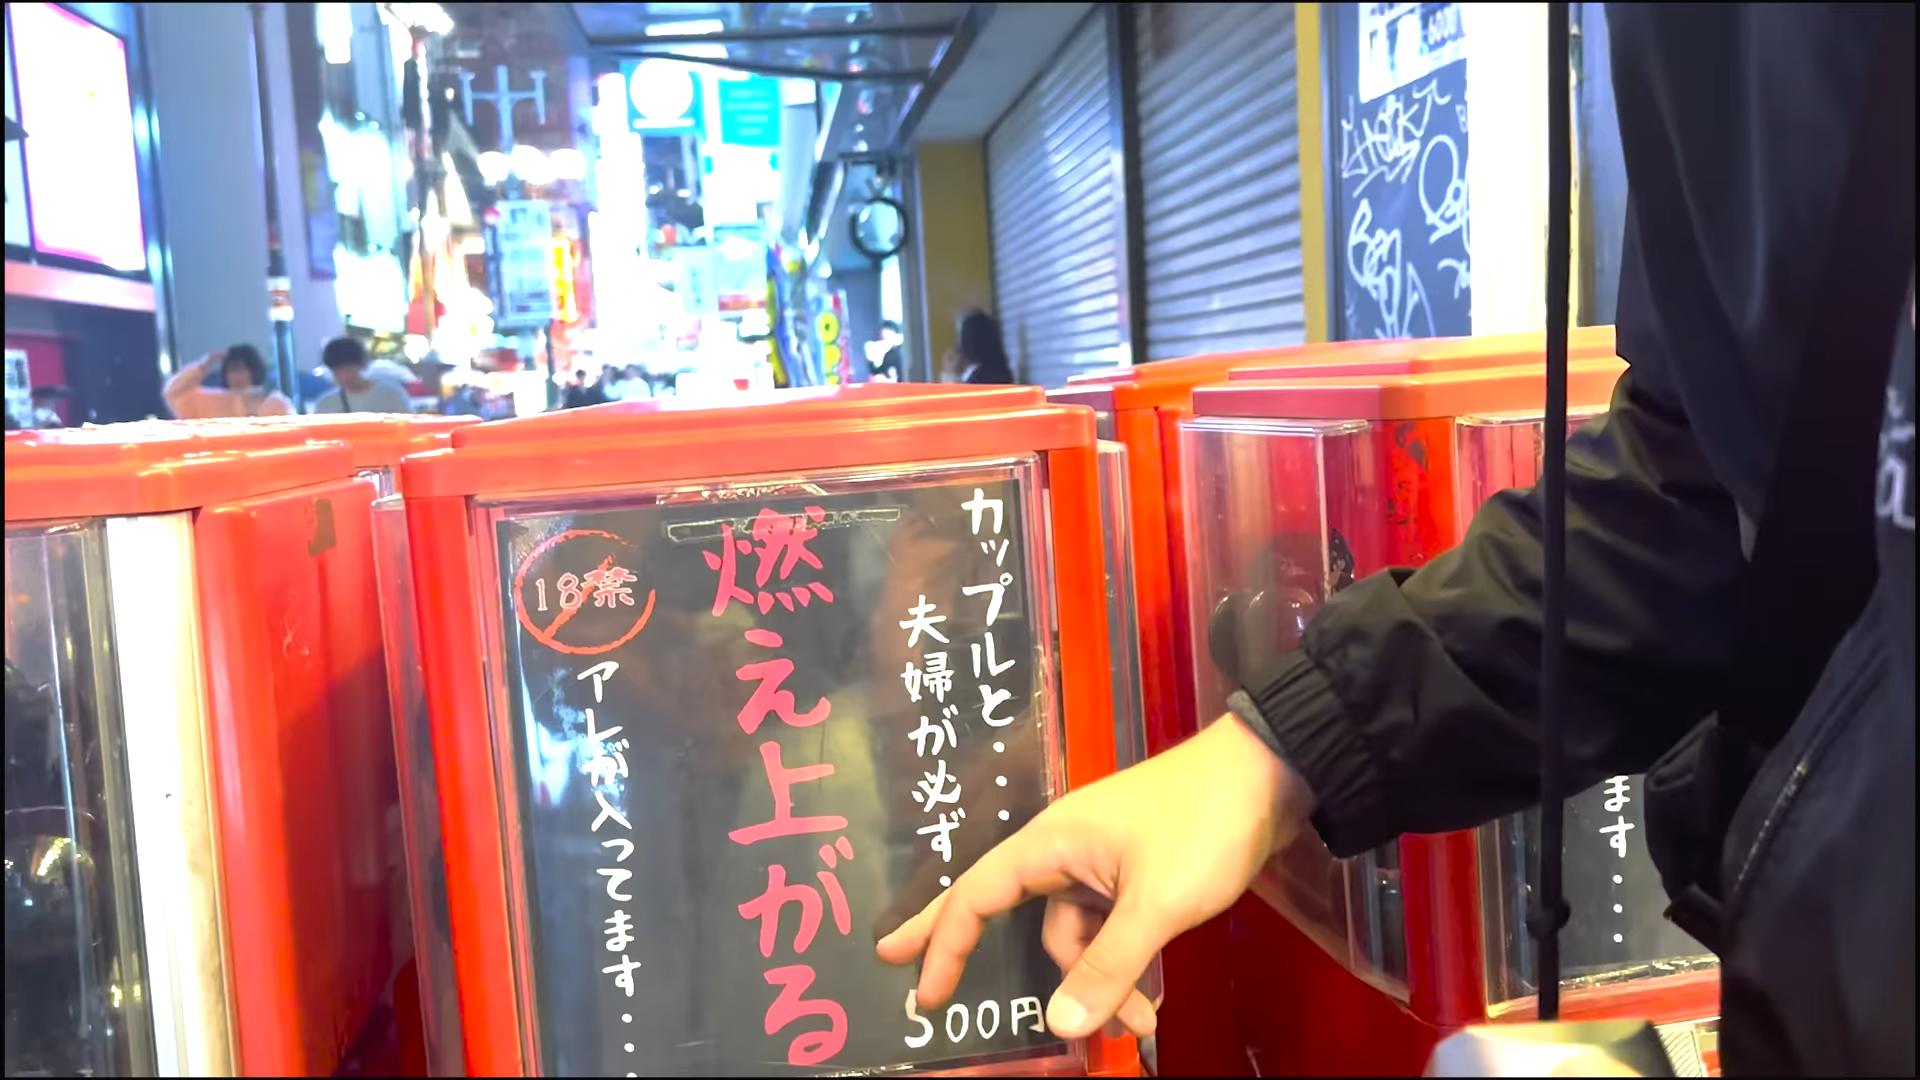 カップルと・・・
夫婦が必ず・
燃え上がる
18禁
アレが入ってます・・・
500円
ます・・・